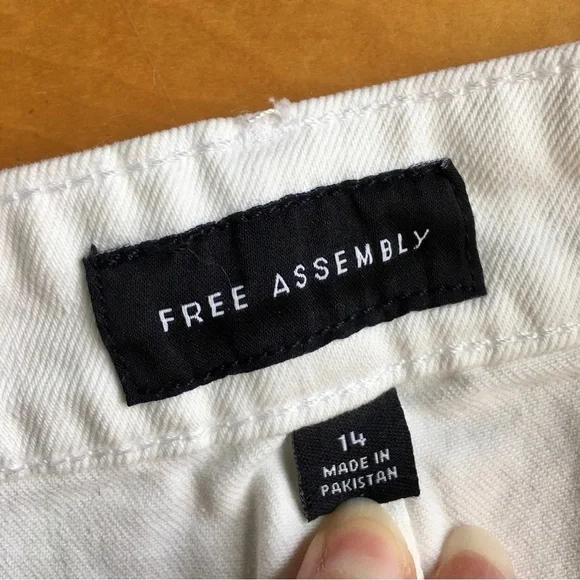 FREE ASSEMBLY
14
MADE IN
PAKISTAN